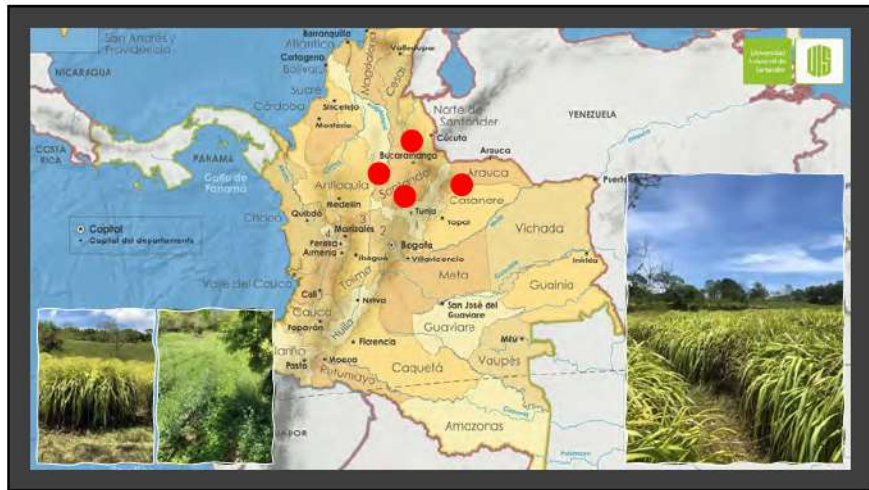 San Andrés y
Providencia
Barranquilla
Atlántico
Cartagena
Bolívar
Magdalena
Cesar
Valledupar
NICARAGUA
Sucre
Sincelejo
Córdoba
Montería
Norte de
Santander
Cúcuta
VENEZUELA
COSTA
RICA
PANAMÁ
Golfo de
Panamá
Bucaramanga
Arauca
Arauca
Antioquia
Santander
Casanare
Medellín
Quibdó
Tunja
Yopal
Vichada
Capital
Capital del departamento
3
2
Manizales
Pereira
Armenia
Bogotá
Ibagué
Villavicencio
Inírida
Meta
Tolima
Guainía
Valle del Cauca
Cali
Neiva
San José del
Guaviare
Cauca
Popayán
Huila
Guaviare
Mitú
Florencia
Vaupés
Pasto
Mocoa
Putumayo
Caquetá
Amazonas
Universidad
Industrial de
Santander
UIS